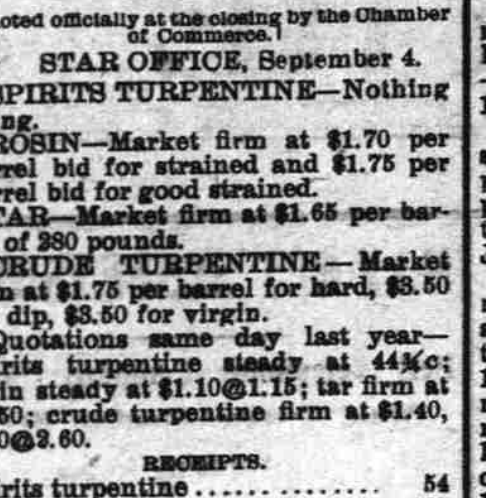 oted officially at the closing by the Chamber
of Commerce.]
STAR OFFICE, September 4.
SPIRITS TURPENTINE—Nothing
ng.
ROSIN—Market firm at $1.70 per
rel bid for strained and $1.75 per
rel bid for good strained.
TAR—Market firm at $1.65 per bar-
of 280 pounds.
CRUDE TURPENTINE—Market
m at $1.75 per barrel for hard, $3.50
dip, $3.50 for virgin.
Quotations same day last year—
rits turpentine steady at 44¾c;
in steady at $1.10@1.15; tar firm at
50; crude turpentine firm at $1.40,
0@2.60.
RECEIPTS.
rits turpentine .............. 54